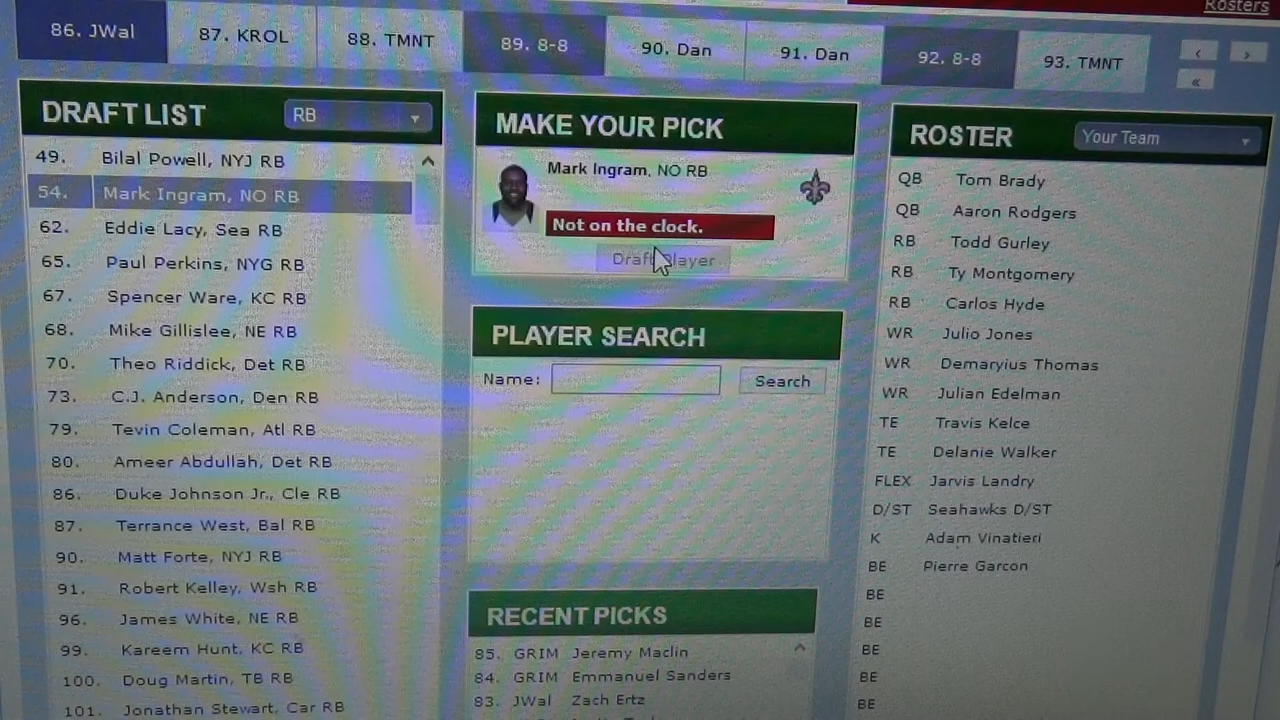 Rosters
86. JWal
87. KROL
88. TMNT
89. 8-8
90. Dan
91. Dan
92. 8-8
93. TMNT
DRAFT LIST
RB
49. Bilal Powell, NYJ RB
54. Mark Ingram, NO RB
62. Eddie Lacy, Sea RB
65. Paul Perkins, NYG RB
67. Spencer Ware, KC RB
68. Mike Gillislee, NE RB
70. Theo Riddick, Det RB
73. C.J. Anderson, Den RB
79. Tevin Coleman, Atl RB
80. Ameer Abdullah, Det RB
86. Duke Johnson Jr., Cle RB
87. Terrance West, Bal RB
90. Matt Forte, NYJ RB
91. Robert Kelley, Wsh RB
96. James White, NE RB
99. Kareem Hunt, KC RB
100. Doug Martin, TB RB
101. Jonathan Stewart, Car RB
MAKE YOUR PICK
Mark Ingram, NO RB
Not on the clock.
Draft Player
PLAYER SEARCH
Name:
Search
RECENT PICKS
85. GRIM Jeremy Maclin
84. GRIM Emmanuel Sanders
83. JWal Zach Ertz
ROSTER
Your Team
QB Tom Brady
QB Aaron Rodgers
RB Todd Gurley
RB Ty Montgomery
RB Carlos Hyde
WR Julio Jones
WR Demaryius Thomas
WR Julian Edelman
TE Travis Kelce
TE Delanie Walker
FLEX Jarvis Landry
D/ST Seahawks D/ST
K Adam Vinatieri
BE Pierre Garcon
BE
BE
BE
BE
BE